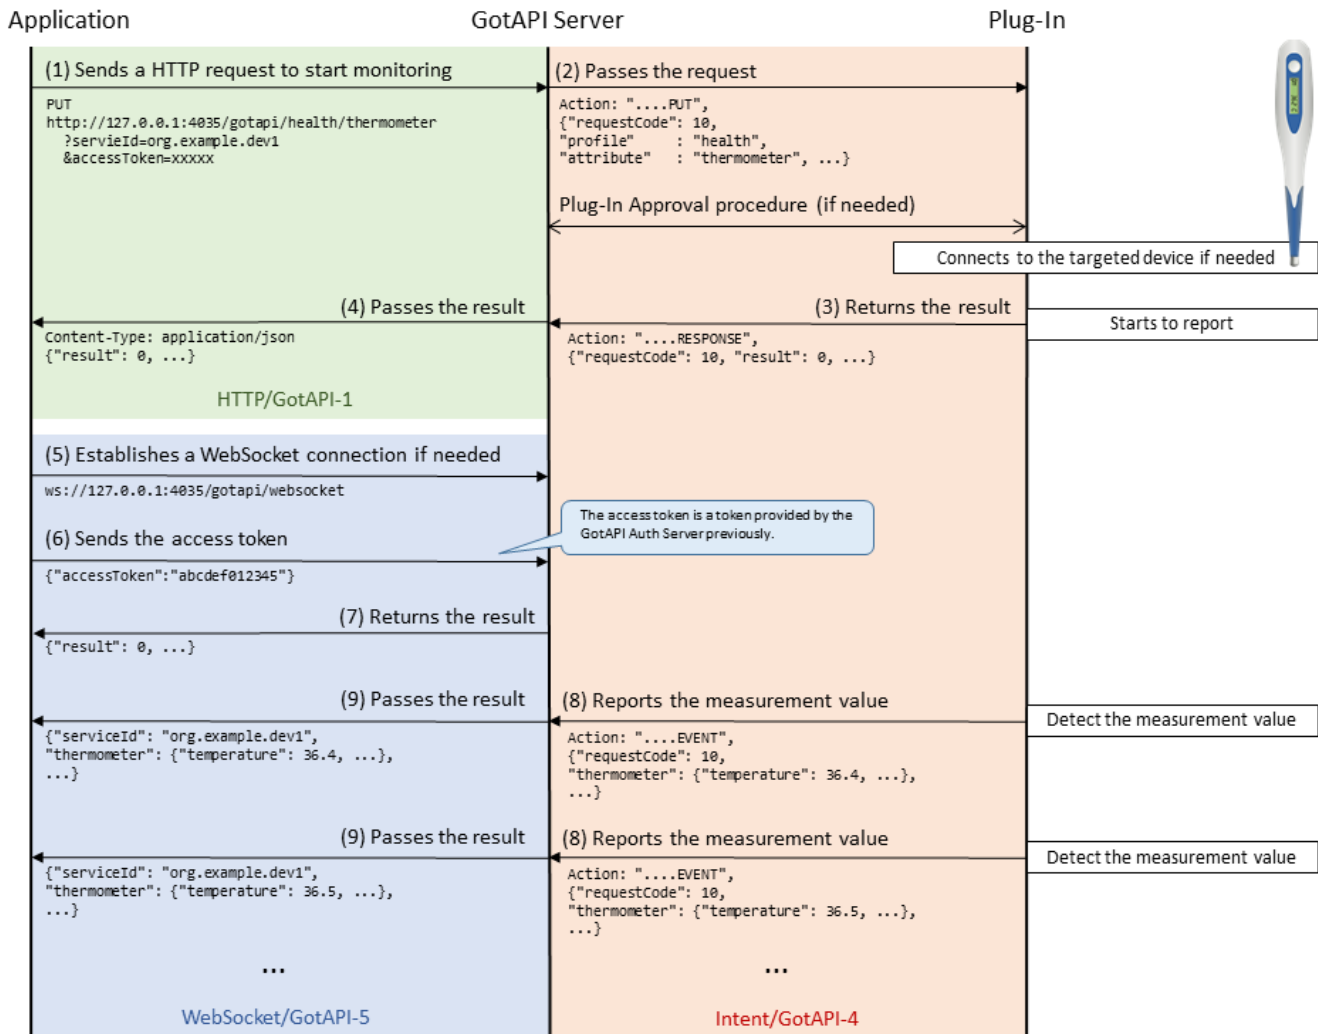 Application
GotAPI Server
Plug-In
(1) Sends a HTTP request to start monitoring
PUT
http://127.0.0.1:4035/gotapi/health/thermometer
?servieId=org.example.dev1
&accessToken=xxxxx
(2) Passes the request
Action: "....PUT",
{"requestCode": 10,
"profile"    : "health",
"attribute"   : "thermometer", ...}
Plug-In Approval procedure (if needed)
Connects to the targeted device if needed
(4) Passes the result
(3) Returns the result
Starts to report
Content-Type: application/json
{"result": 0, ...}
Action: "....RESPONSE",
{"requestCode": 10, "result": 0, ...}
HTTP/GotAPI-1
(5) Establishes a WebSocket connection if needed
ws://127.0.0.1:4035/gotapi/websocket
The access token is a token provided by the
GotAPI Auth Server previously.
(6) Sends the access token
{"accessToken":"abcdef012345"}
(7) Returns the result
{"result": 0, ...}
(9) Passes the result
(8) Reports the measurement value
Detect the measurement value
{"serviceId": "org.example.dev1",
"thermometer": {"temperature": 36.4, ...},
...}
Action: "....EVENT",
{"requestCode": 10,
"thermometer": {"temperature": 36.4, ...},
...}
(9) Passes the result
(8) Reports the measurement value
Detect the measurement value
{"serviceId": "org.example.dev1",
"thermometer": {"temperature": 36.5, ...},
...}
Action: "....EVENT",
{"requestCode": 10,
"thermometer": {"temperature": 36.5, ...},
...}
...
...
WebSocket/GotAPI-5
Intent/GotAPI-4